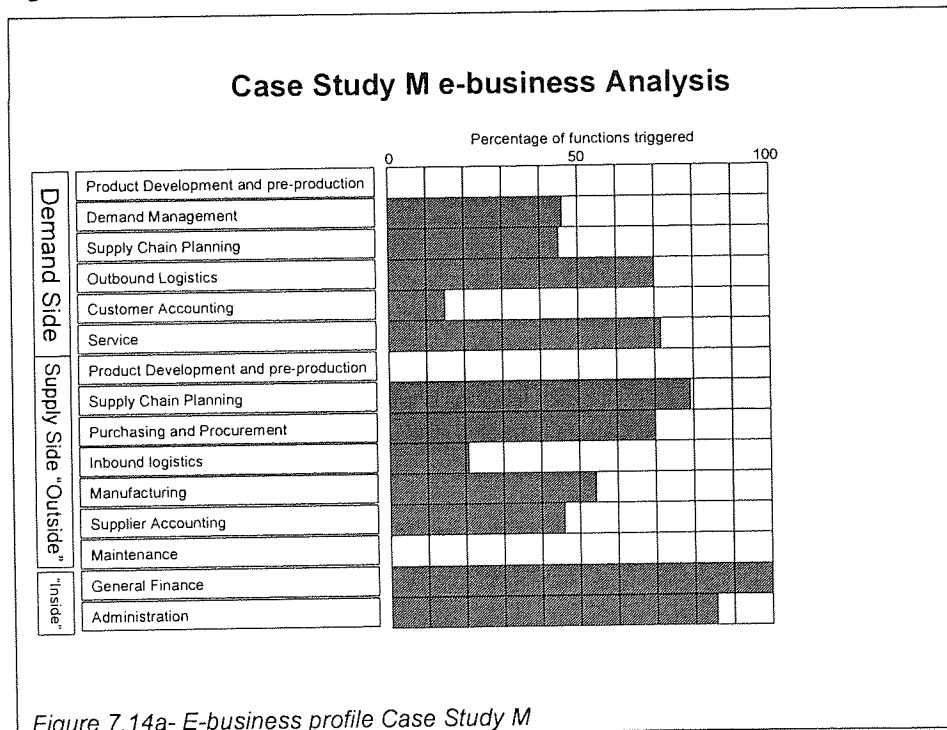 Case Study M e-business Analysis
Percentage of functions triggered
0 50 100
Demand Side
Product Development and pre-production
Demand Management
Supply Chain Planning
Outbound Logistics
Customer Accounting
Service
Supply Side "Outside"
Product Development and pre-production
Supply Chain Planning
Purchasing and Procurement
Inbound logistics
Manufacturing
Supplier Accounting
Maintenance
"Inside"
General Finance
Administration
Figure 7.14a- E-business profile Case Study M